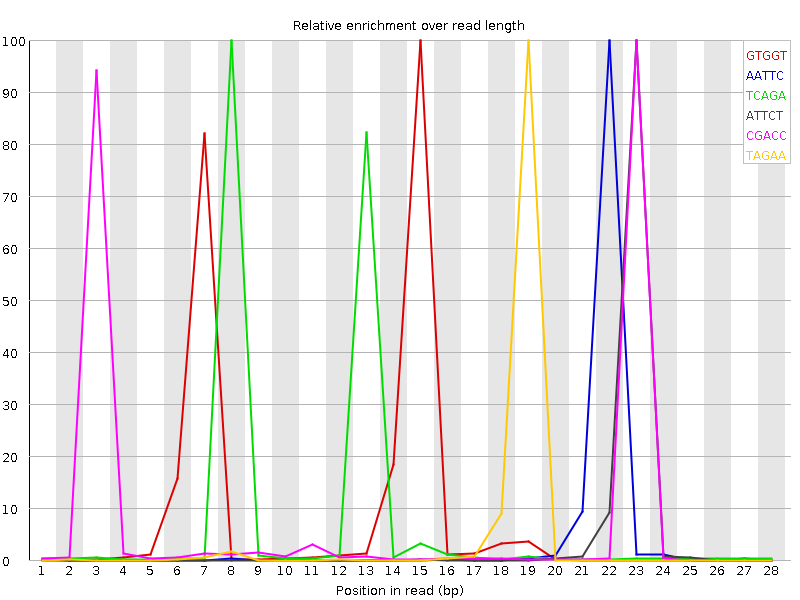 Relative enrichment over read length
100
90
80
70
60
50
40
30
20
10
0
GTGGT
AATTC
TCAGA
ATTCT
CGACC
TAGAA
1 2 3 4 5 6 7 8 9 10 11 12 13 14 15 16 17 18 19 20 21 22 23 24 25 26 27 28
Position in read (bp)